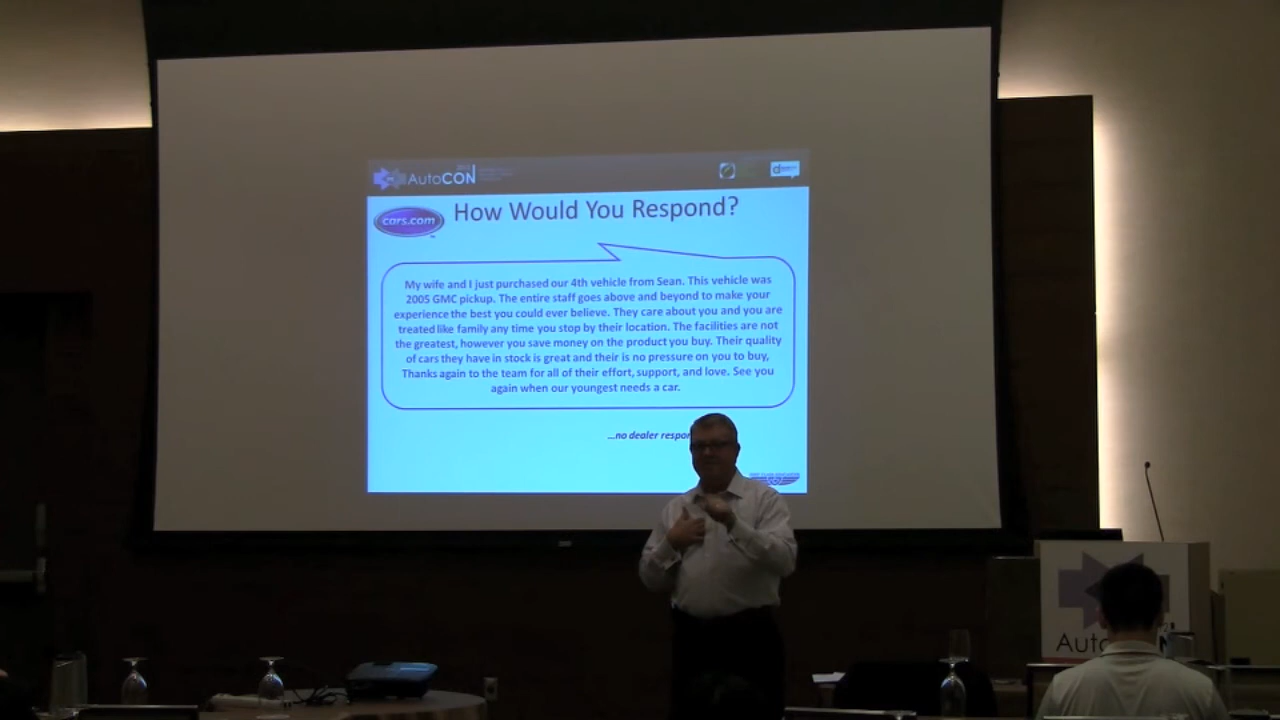 AutoCON
cars.com
How Would You Respond?
My wife and I just purchased our 4th vehicle from Sean. This vehicle was
2005 GMC pickup. The entire staff goes above and beyond to make your
experience the best you could ever believe. They care about you and you are
treated like family any time you stop by their location. The facilities are not
the greatest, however you save money on the product you buy. Their quality
of cars they have in stock is great and their is no pressure on you to buy,
Thanks again to the team for all of their effort, support, and love. See you
again when our youngest needs a car.
...no dealer respon
Auto N